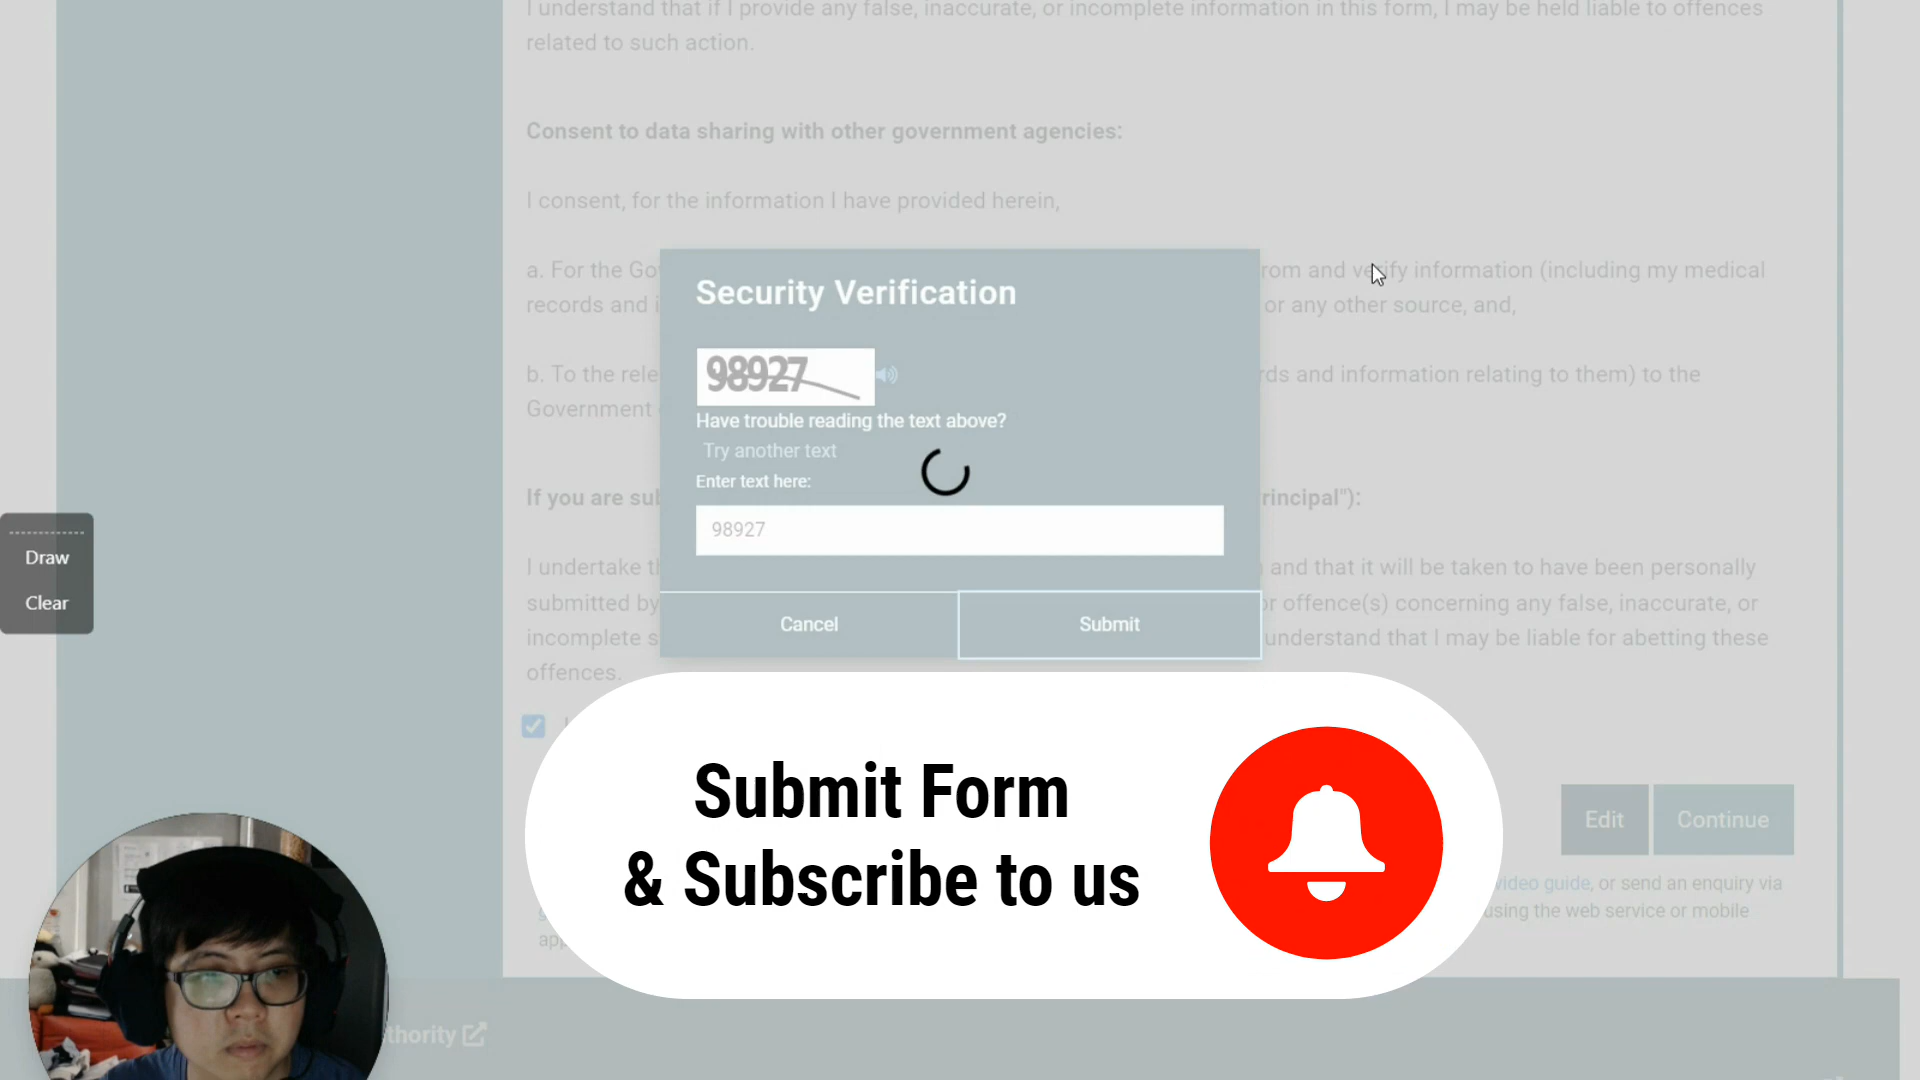 I understand that if I provide any false, inaccurate, or incomplete information in this form, I may be held liable to offences
related to such action.
Consent to data sharing with other government agencies:
I consent, for the information I have provided herein,
a. For the Go
rom and verify information (including my medical
records and i
or any other source, and,
b. To the rele
rds and information relating to them) to the
Government
Security Verification
98927
Have trouble reading the text above?
Try another text
Enter text here:
98927
Cancel
Submit
If you are sub
rincipal"):
I undertake th
and that it will be taken to have been personally
submitted by
or offence(s) concerning any false, inaccurate, or
incomplete s
understand that I may be liable for abetting these
offences.
Draw
Clear
Submit Form
& Subscribe to us
Edit
Continue
video guide, or send an enquiry via
using the web service or mobile
app
thority